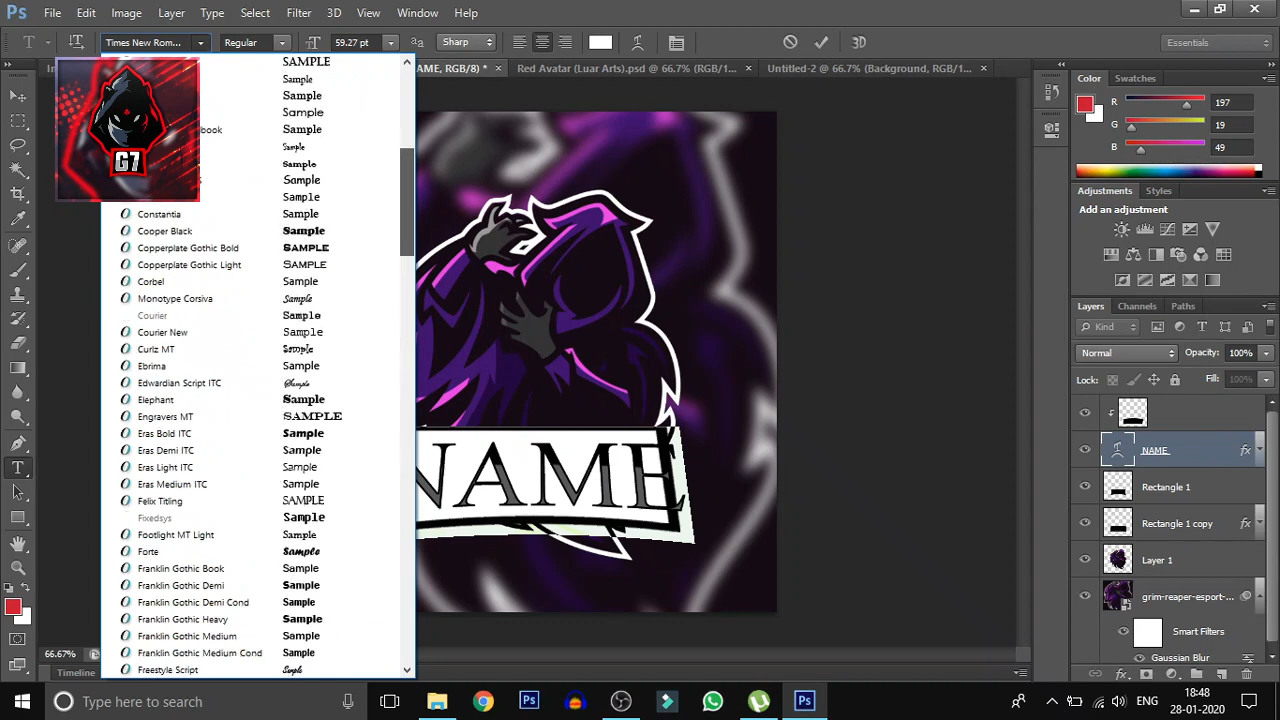 Ps File Edit Image Layer Type Select Filter 3D View Window Help
T Times New Rom... Regular 59.27 pt aa Sharp 3D Essentials
AME, RGB/8) * × Red Avatar (Luar Arts).psd @ 66.7% (RGB/1... × Untitled-2 @ 66.7% (Background, RGB/8... ×
SAMPLE
Sample
Sample
Sample
book Sample
Sample
Sample
Sample
Sample
Constantia Sample
Cooper Black Sample
Copperplate Gothic Bold SAMPLE
Copperplate Gothic Light SAMPLE
Corbel Sample
Monotype Corsiva Sample
Courier Sample
Courier New Sample
Curlz MT Sample
Ebrima Sample
Edwardian Script ITC Sample
Elephant Sample
Engravers MT SAMPLE
Eras Bold ITC Sample
Eras Demi ITC Sample
Eras Light ITC Sample
Eras Medium ITC Sample
Felix Titling SAMPLE
Fixedsys Sample
Footlight MT Light Sample
Forte Sample
Franklin Gothic Book Sample
Franklin Gothic Demi Sample
Franklin Gothic Demi Cond Sample
Franklin Gothic Heavy Sample
Franklin Gothic Medium Sample
Franklin Gothic Medium Cond Sample
Freestyle Script Sample
G7
NAME
Color Swatches
R 197
G 19
B 49
Adjustments Styles
Add an adjustment
Layers Channels Paths
Kind
Normal Opacity: 100%
Lock: Fill: 100%
NAME fx
Rectangle 1
Rectangle 1 copy fx
Layer 1
grim-reaper-esport...
Smart Filters
Gaussian Blur
66.67%
Timeline
Type here to search
ENG
18:48
28-01-2020